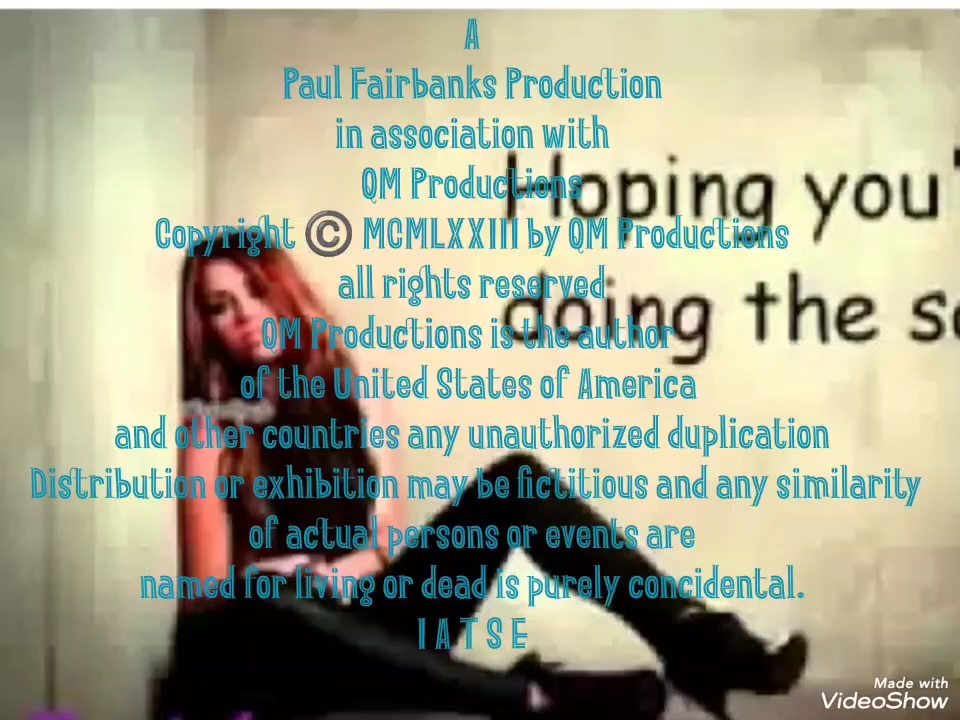 A
Paul Fairbanks Production
in association with
QM Productions
Copyright © MCMLXXIII by QM Productions
all rights reserved
QM Productions is the author
of the United States of America
and other countries any unauthorized duplication
Distribution or exhibition may be fictitious and any similarity
of actual persons or events are
named for living or dead is purely concidental.
I A T S E
Hoping you'
doing the
Made with
VideoShow